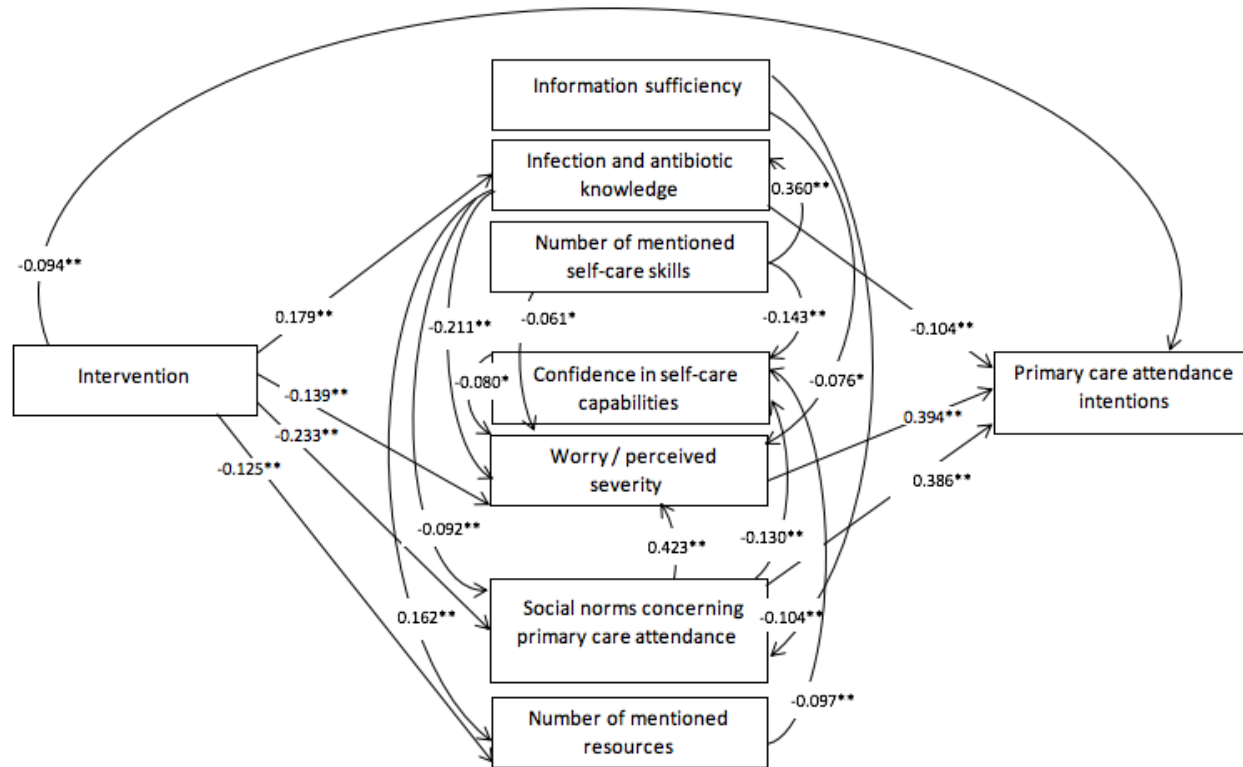 Information sufficiency
Infection and antibiotic
knowledge
0.360**
Number of mentioned
self-care skills
-0.094**
0.179**
-0.211**
-0.061*
-0.143**
-0.104**
Intervention
-0.080*
Confidence in self-care
capabilities
-0.076*
Primary care attendance
intentions
-0.139**
-0.233**
0.394**
-0.125**
Worry / perceived
severity
0.386**
-0.092**
0.423**
-0.130**
0.162**
Social norms concerning
primary care attendance
-0.104**
-0.097**
Number of mentioned
resources